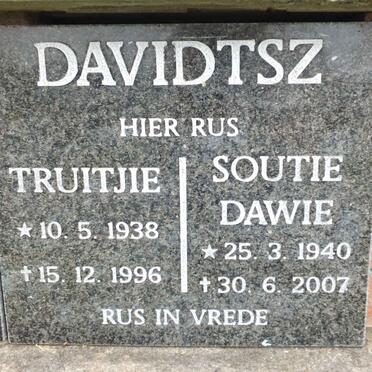 DAVIDTSZ
HIER RUS
TRUITJIE
★ 10. 5. 1938
✝ 15. 12. 1996
SOUTIE
DAWIE
★ 25. 3. 1940
✝ 30. 6. 2007
RUS IN VREDE